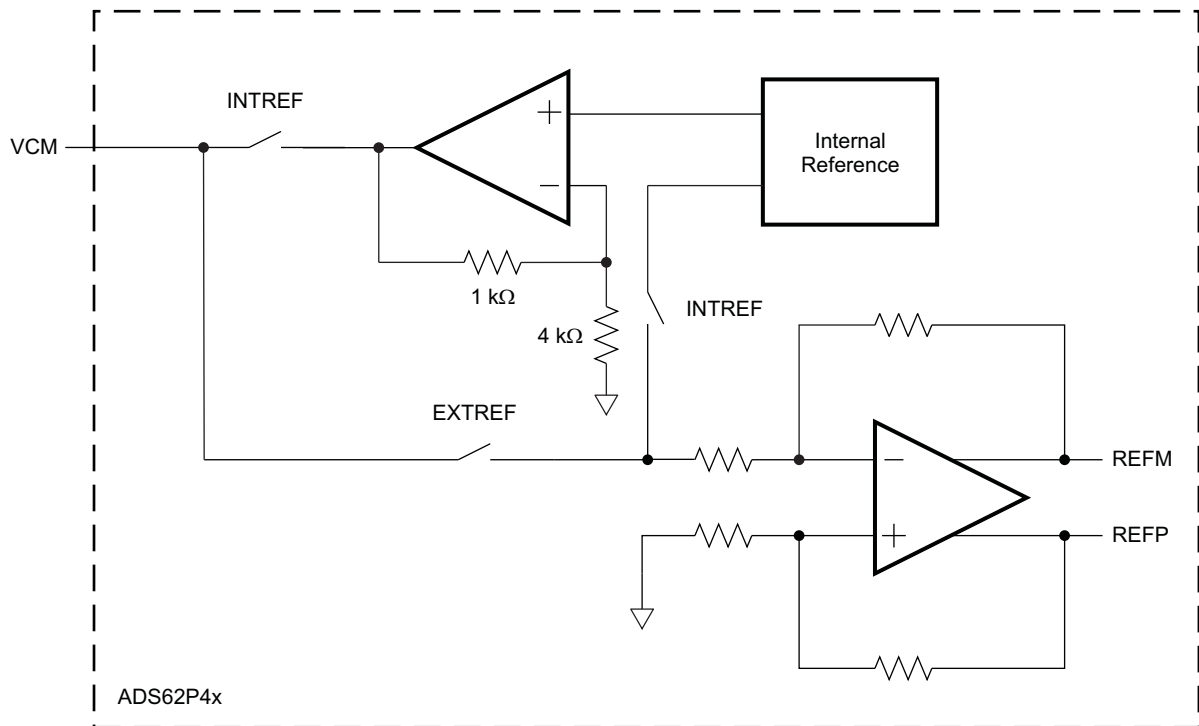 INTREF
VCM
+
−
Internal
Reference
1 kΩ
4 kΩ
INTREF
EXTREF
−
REFM
+
REFP
ADS62P4x